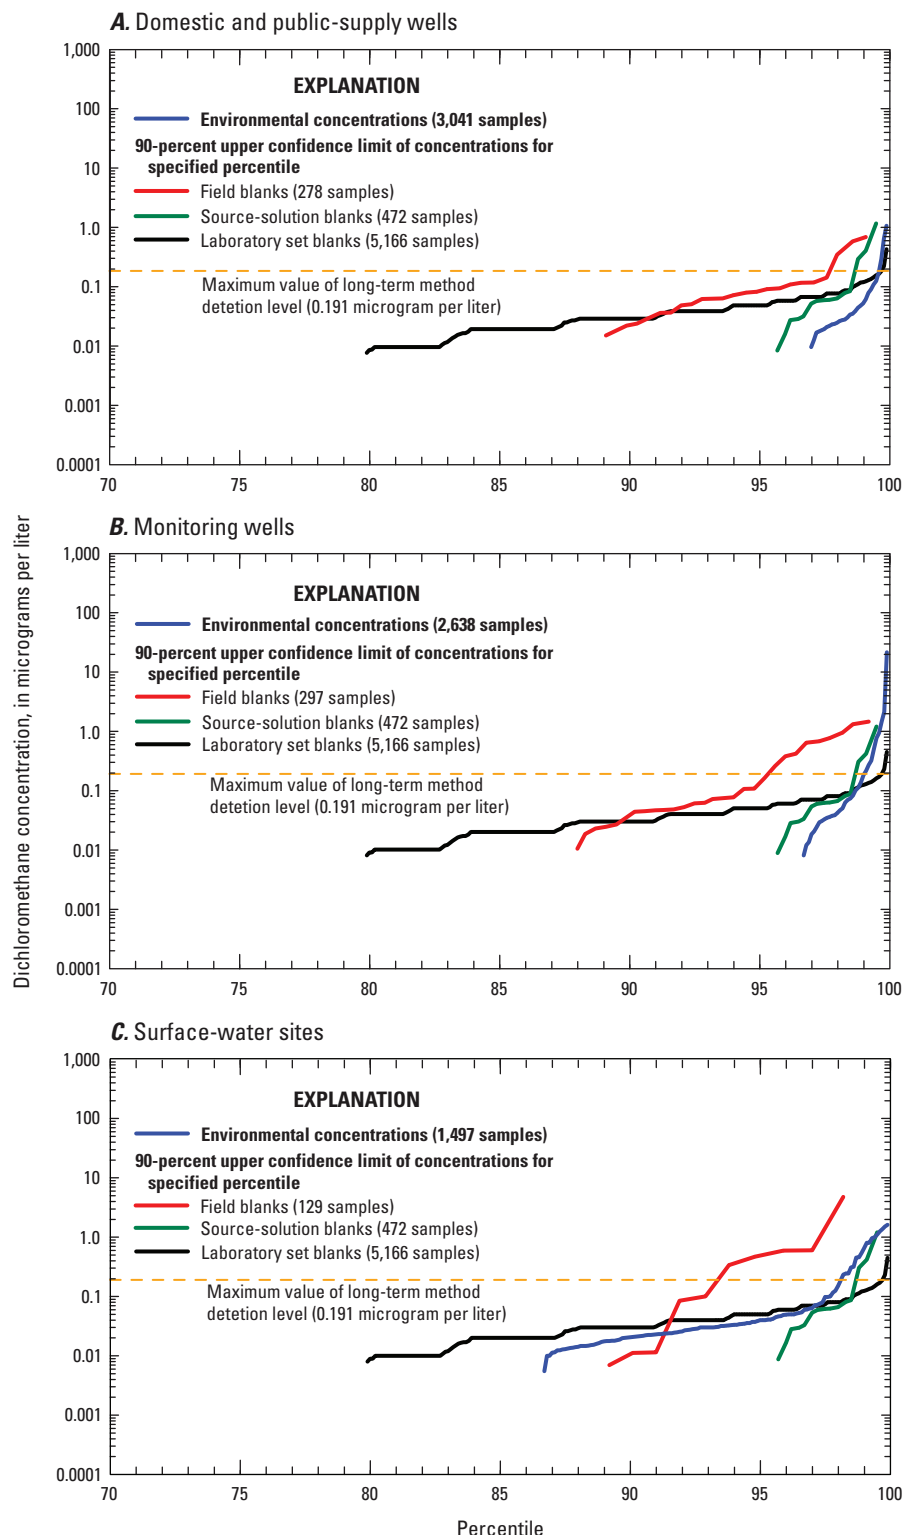 A. Domestic and public-supply wells
1,000
100
10
1.0
0.1
0.01
0.001
0.0001
EXPLANATION
Environmental concentrations (3,041 samples)
90-percent upper confidence limit of concentrations for
specified percentile
Field blanks (278 samples)
Source-solution blanks (472 samples)
Laboratory set blanks (5,166 samples)
Maximum value of long-term method
detetion level (0.191 microgram per liter)
70 75 80 85 90 95 100
Dichloromethane concentration, in micrograms per liter
B. Monitoring wells
1,000
100
10
1.0
0.1
0.01
0.001
0.0001
EXPLANATION
Environmental concentrations (2,638 samples)
90-percent upper confidence limit of concentrations for
specified percentile
Field blanks (297 samples)
Source-solution blanks (472 samples)
Laboratory set blanks (5,166 samples)
Maximum value of long-term method
detetion level (0.191 microgram per liter)
70 75 80 85 90 95 100
C. Surface-water sites
1,000
100
10
1.0
0.1
0.01
0.001
0.0001
EXPLANATION
Environmental concentrations (1,497 samples)
90-percent upper confidence limit of concentrations for
specified percentile
Field blanks (129 samples)
Source-solution blanks (472 samples)
Laboratory set blanks (5,166 samples)
Maximum value of long-term method
detetion level (0.191 microgram per liter)
70 75 80 85 90 95 100
Percentile